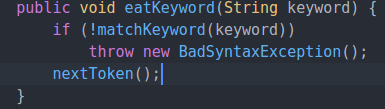 public void eatKeyword(String keyword) {
    if (!matchKeyword(keyword))
        throw new BadSyntaxException();
    nextToken();
}